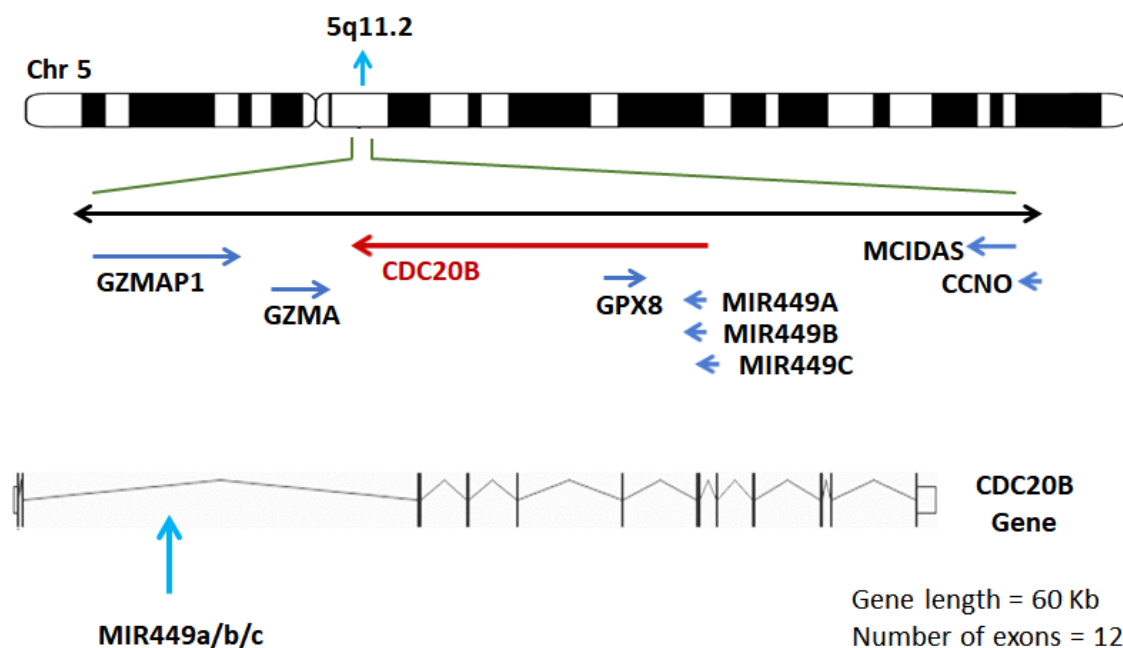 5q11.2
Chr 5
GZMAP1
GZMA
CDC20B
GPX8
MIR449A
MIR449B
MIR449C
MCIDAS
CCNO
CDC20B
Gene
MIR449a/b/c
Gene length = 60 Kb
Number of exons = 12